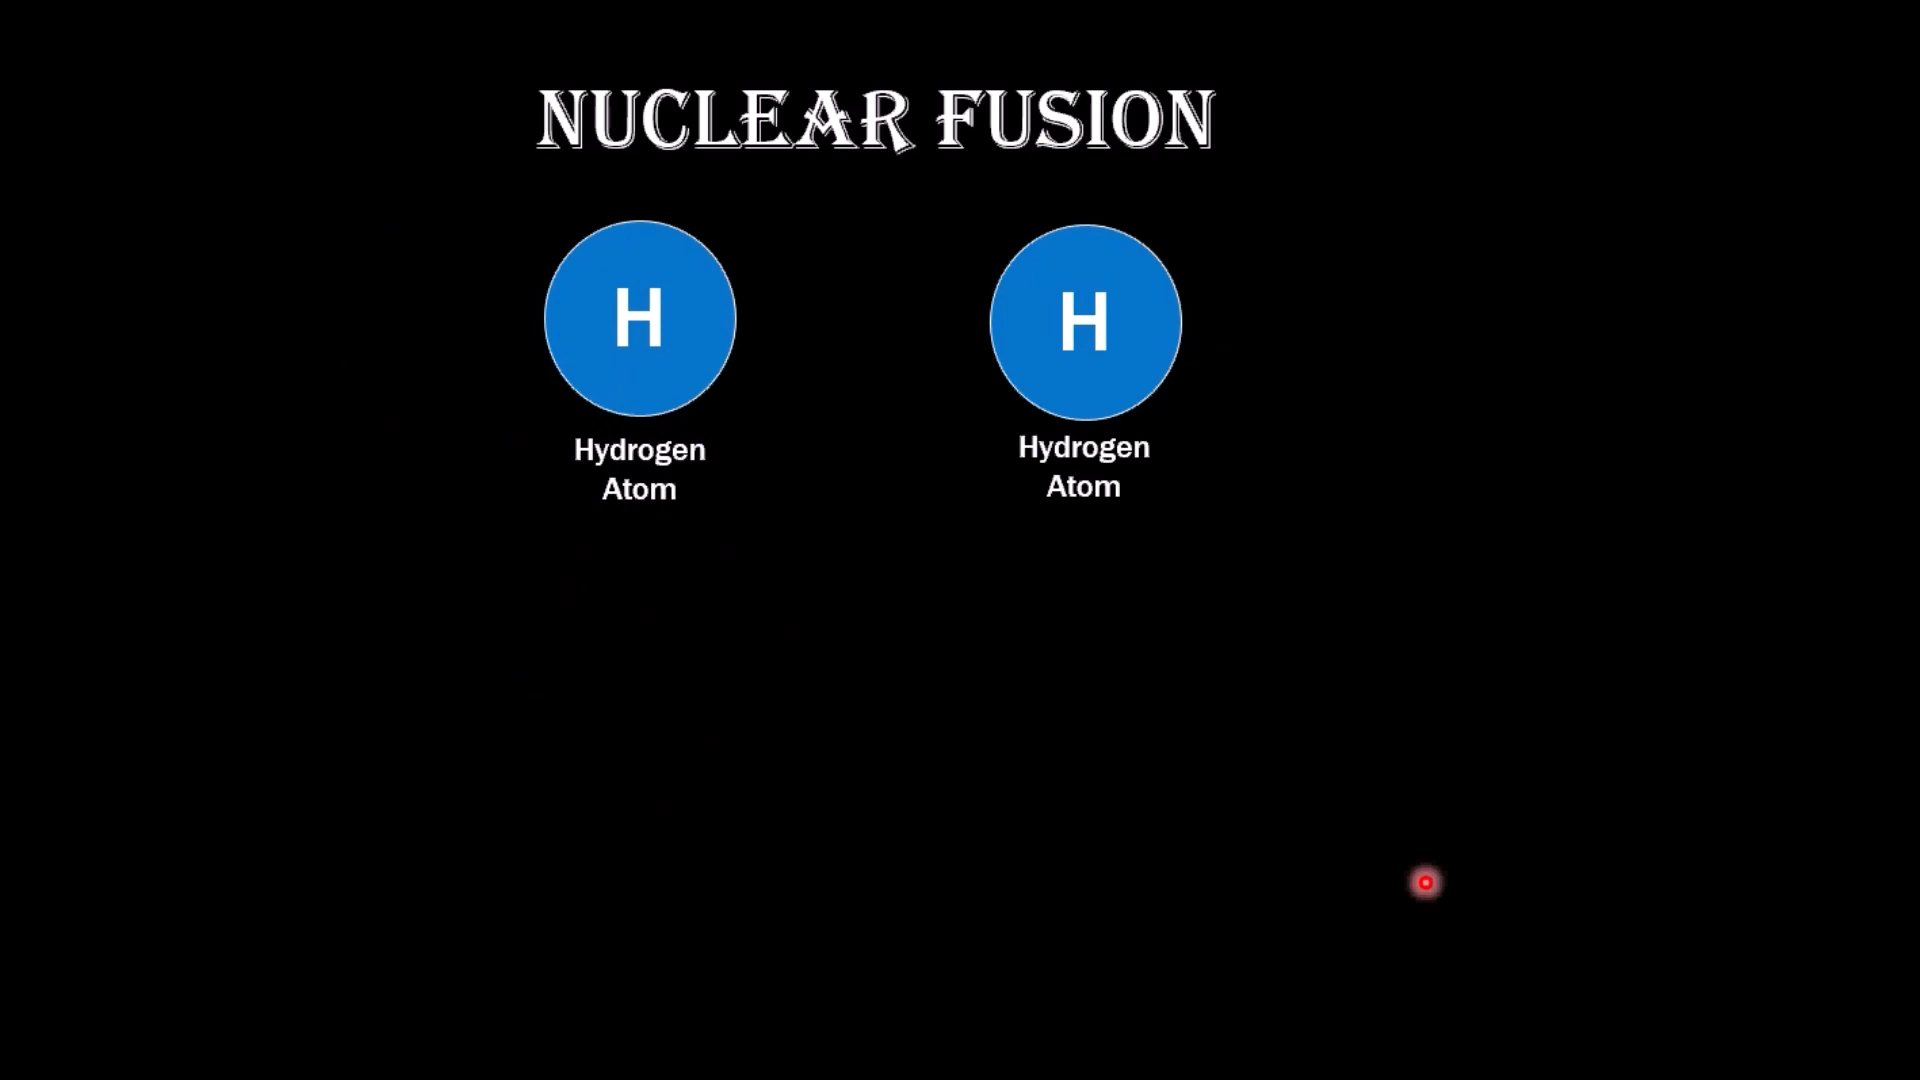 NUCLEAR FUSION
H
H
Hydrogen
Atom
Hydrogen
Atom